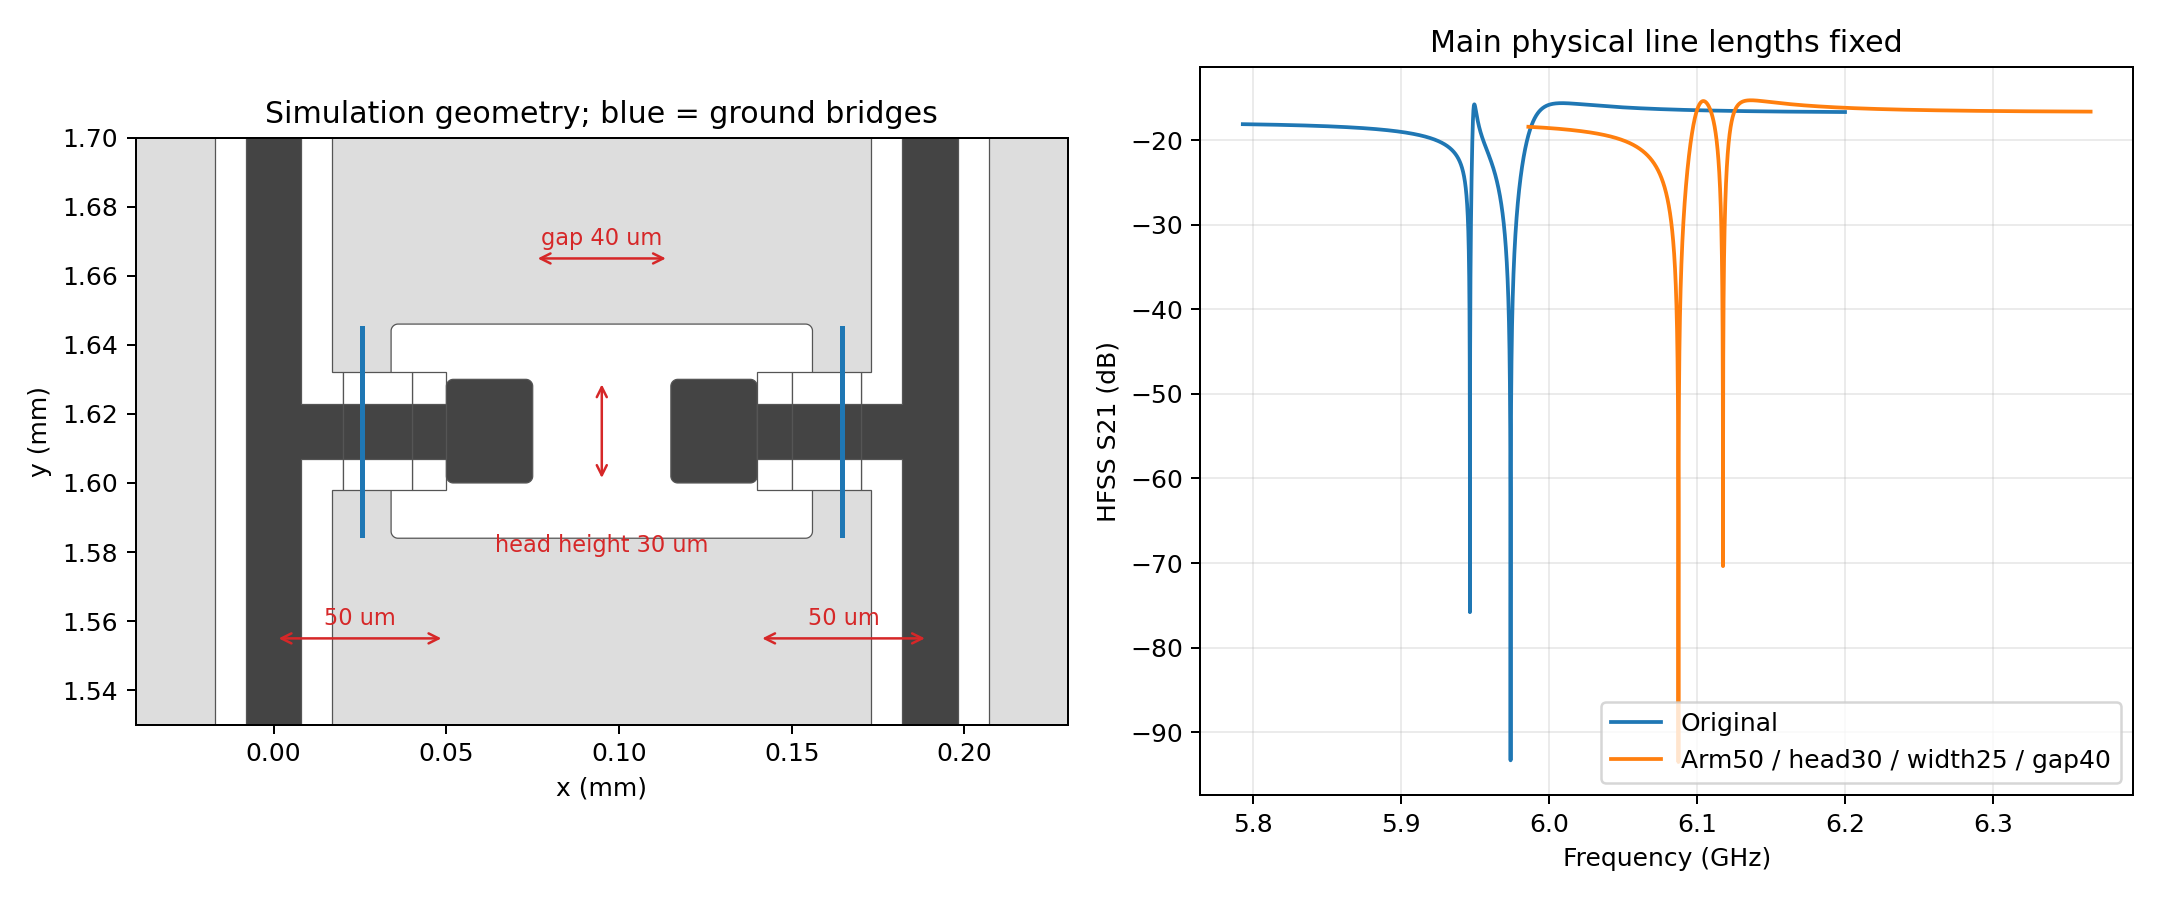 Simulation geometry; blue = ground bridges
1.70
1.68
1.66
1.64
1.62
1.60
1.58
1.56
1.54
y (mm)
gap 40 um
head height 30 um
50 um
50 um
0.00
0.05
0.10
0.15
0.20
x (mm)
Main physical line lengths fixed
−20
−30
−40
−50
−60
−70
−80
−90
HFSS S21 (dB)
Original
Arm50 / head30 / width25 / gap40
5.8
5.9
6.0
6.1
6.2
6.3
Frequency (GHz)